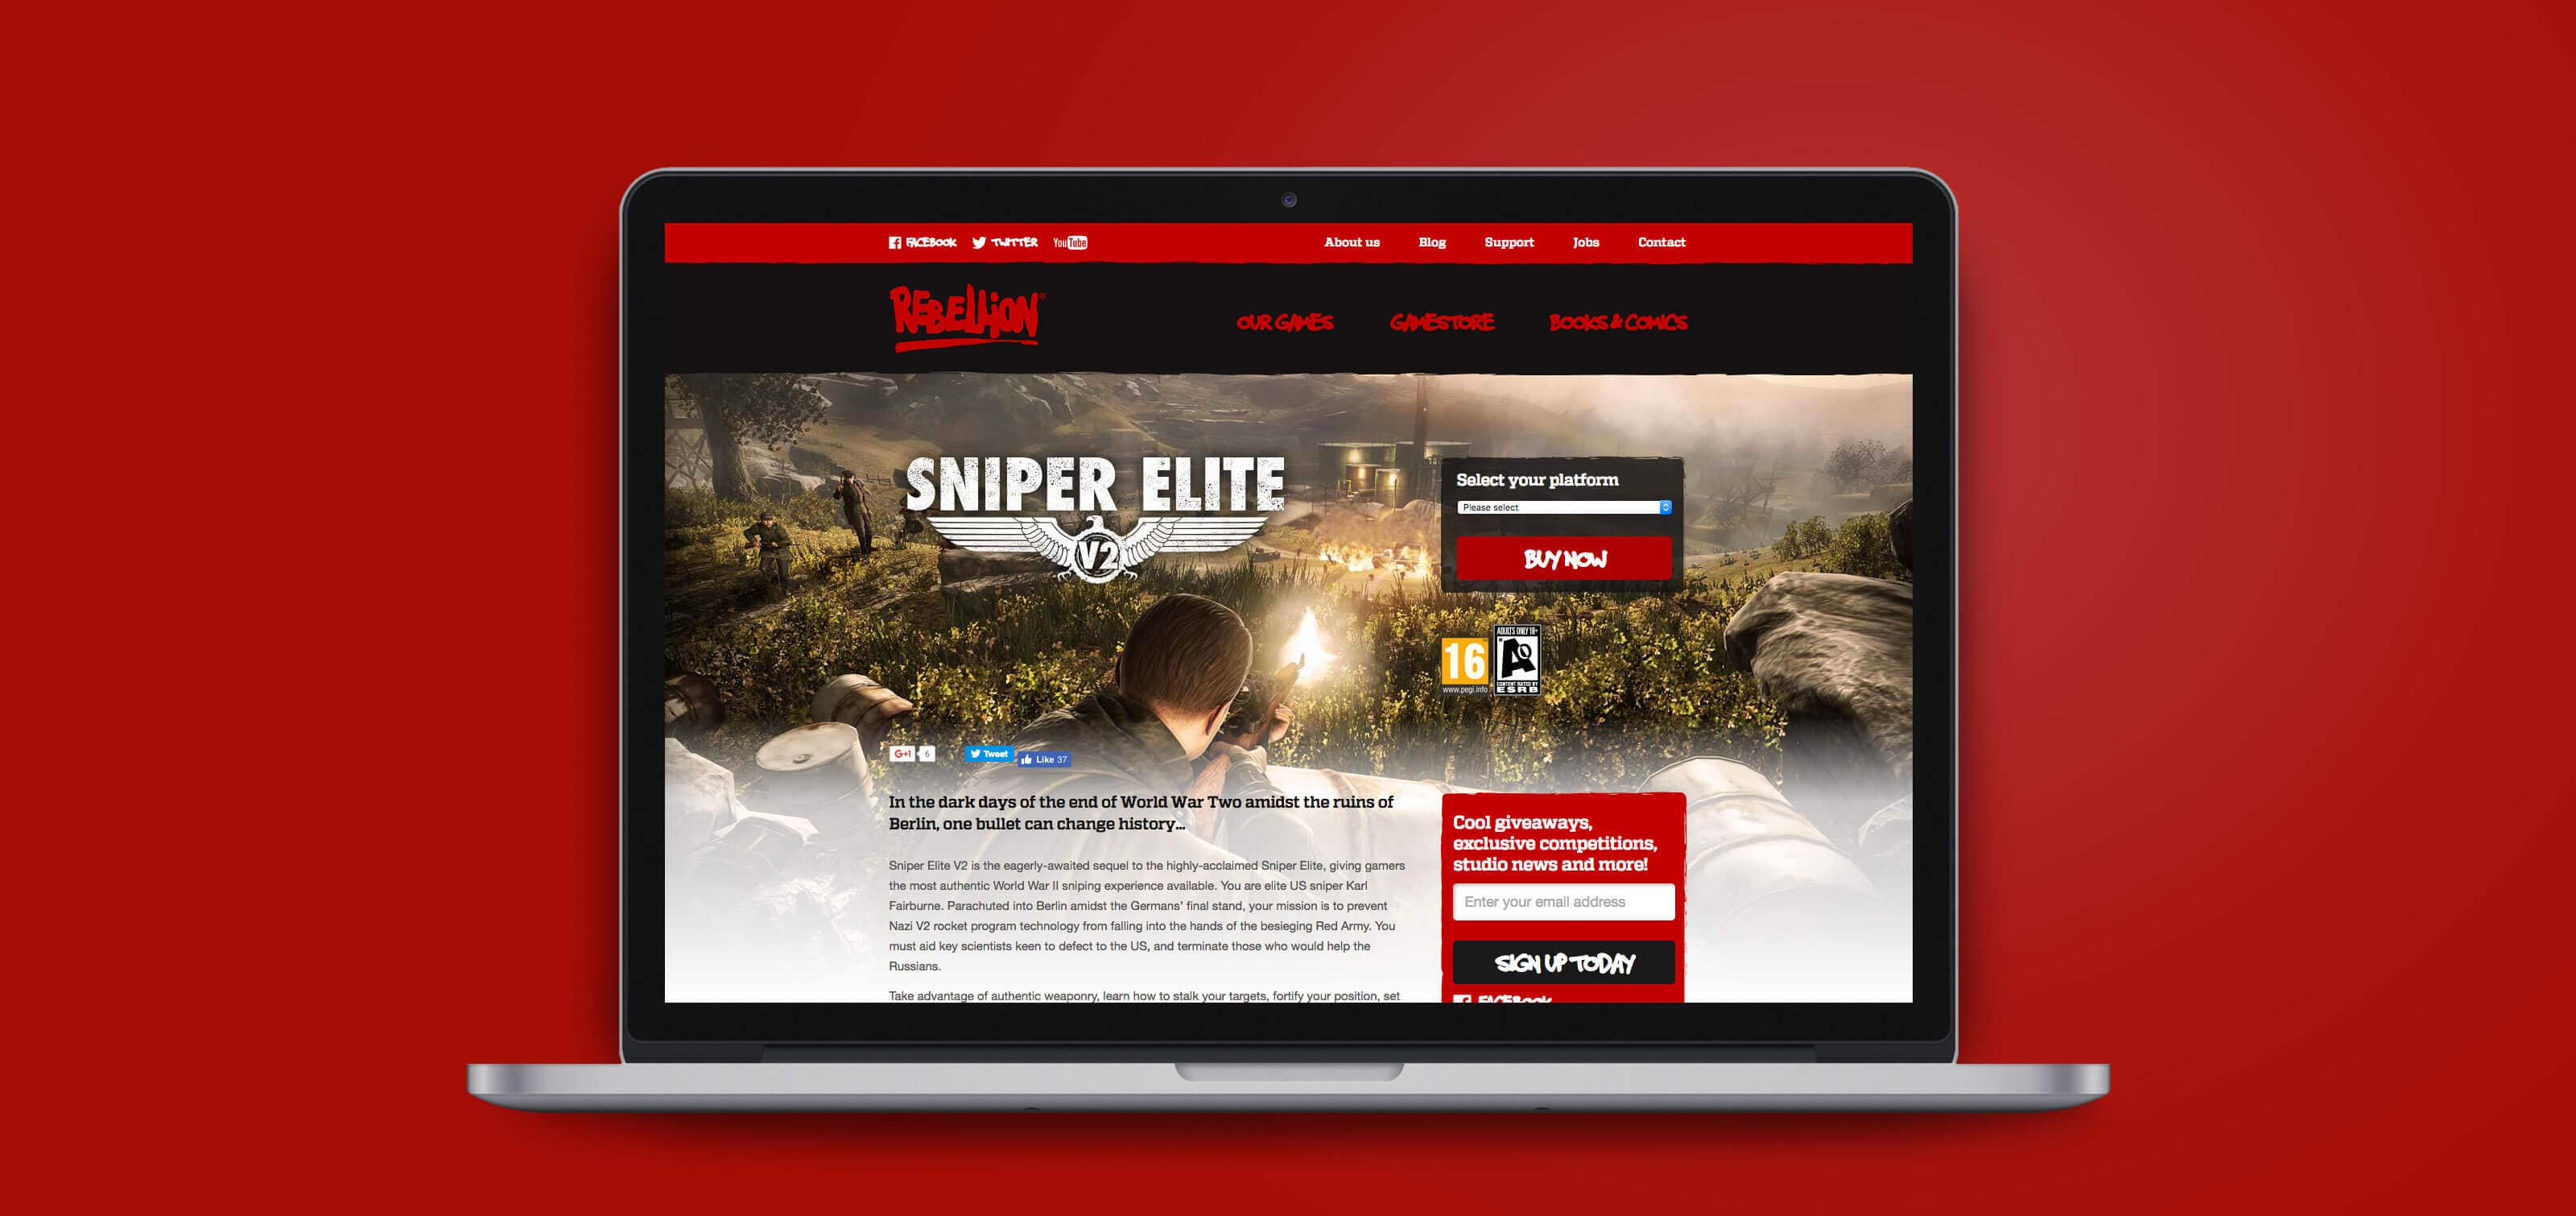 FACEBOOK TWITTER YouTube About us Blog Support Jobs Contact
REBELLION® OUR GAMES GAMESTORE BOOKS & COMICS
SNIPER ELITE
V2
Select your platform
Please select
BUY NOW
16
www.pegi.info
ADULTS ONLY 18+
AO
CONTENT RATED BY
ESRB
G+1 6 Tweet Like 37
In the dark days of the end of World War Two amidst the ruins of
Berlin, one bullet can change history...
Sniper Elite V2 is the eagerly-awaited sequel to the highly-acclaimed Sniper Elite, giving gamers
the most authentic World War II sniping experience available. You are elite US sniper Karl
Fairburne. Parachuted into Berlin amidst the Germans' final stand, your mission is to prevent
Nazi V2 rocket program technology from falling into the hands of the besieging Red Army. You
must aid key scientists keen to defect to the US, and terminate those who would help the
Russians.
Take advantage of authentic weaponry, learn how to stalk your targets, fortify your position, set
Cool giveaways,
exclusive competitions,
studio news and more!
Enter your email address
SIGN UP TODAY
FACEBOOK